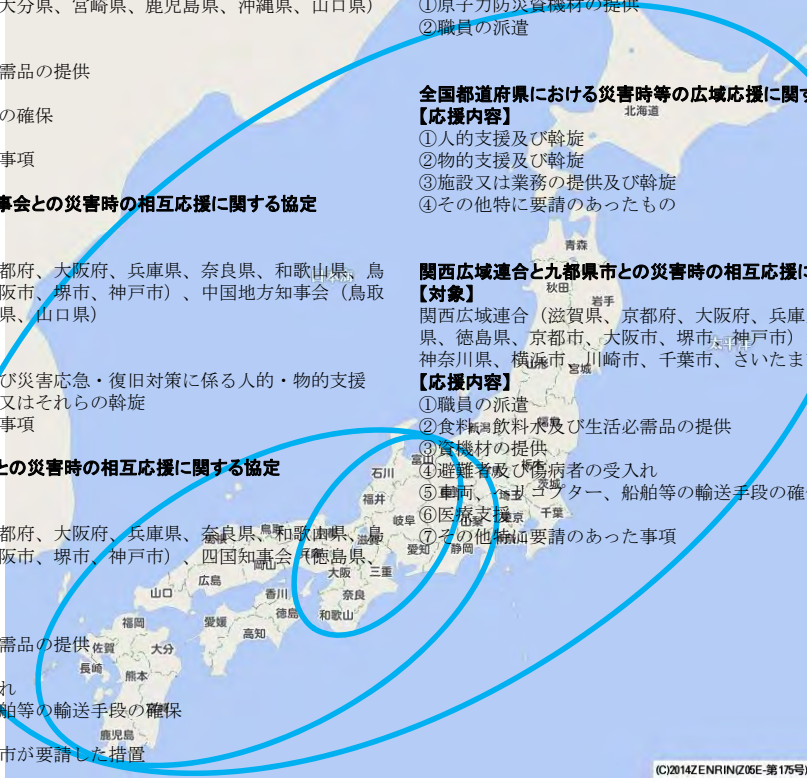 大分県、宮崎県、鹿児島県、沖縄県、山口県）
需品の提供
の確保
事項
事会との災害時の相互応援に関する協定
都府、大阪府、兵庫県、奈良県、和歌山県、鳥
阪市、堺市、神戸市）、中国地方知事会（鳥取
県、山口県）
び災害応急・復旧対策に係る人的・物的支援
又はそれらの斡旋
事項
との災害時の相互応援に関する協定
都府、大阪府、兵庫県、奈良県、和歌山県、鳥
阪市、堺市、神戸市）、四国知事会（徳島県、
需品の提供
れ
船等の輸送手段の確保
市が要請した措置
①原子力防災資機材の提供
②職員の派遣
全国都道府県における災害時等の広域応援に関す
【応援内容】
①人的支援及び斡旋
②物的支援及び斡旋
③施設又は業務の提供及び斡旋
④その他特に要請のあったもの
関西広域連合と九都県市との災害時の相互応援に
【対象】
関西広域連合（滋賀県、京都府、大阪府、兵庫
県、徳島県、京都市、大阪市、堺市、神戸市）
神奈川県、横浜市、川崎市、千葉市、さいたま
【応援内容】
①職員の派遣
②食料、飲料水及び生活必需品の提供
③資機材の提供
④避難者及び傷病者の受入れ
⑤車両、ヘリコプター、船舶等の輸送手段の確
⑥医療支援
⑦その他特に要請のあった事項
北海道
青森
秋田
岩手
宮城
石川
福井
岐阜
愛知
静岡
千葉
茨城
大阪
三重
奈良
和歌山
岡山
広島
山口
香川
徳島
愛媛
高知
福岡
佐賀
大分
長崎
熊本
鹿児島
(C)2014ZENRIN(Z05E-第175号)